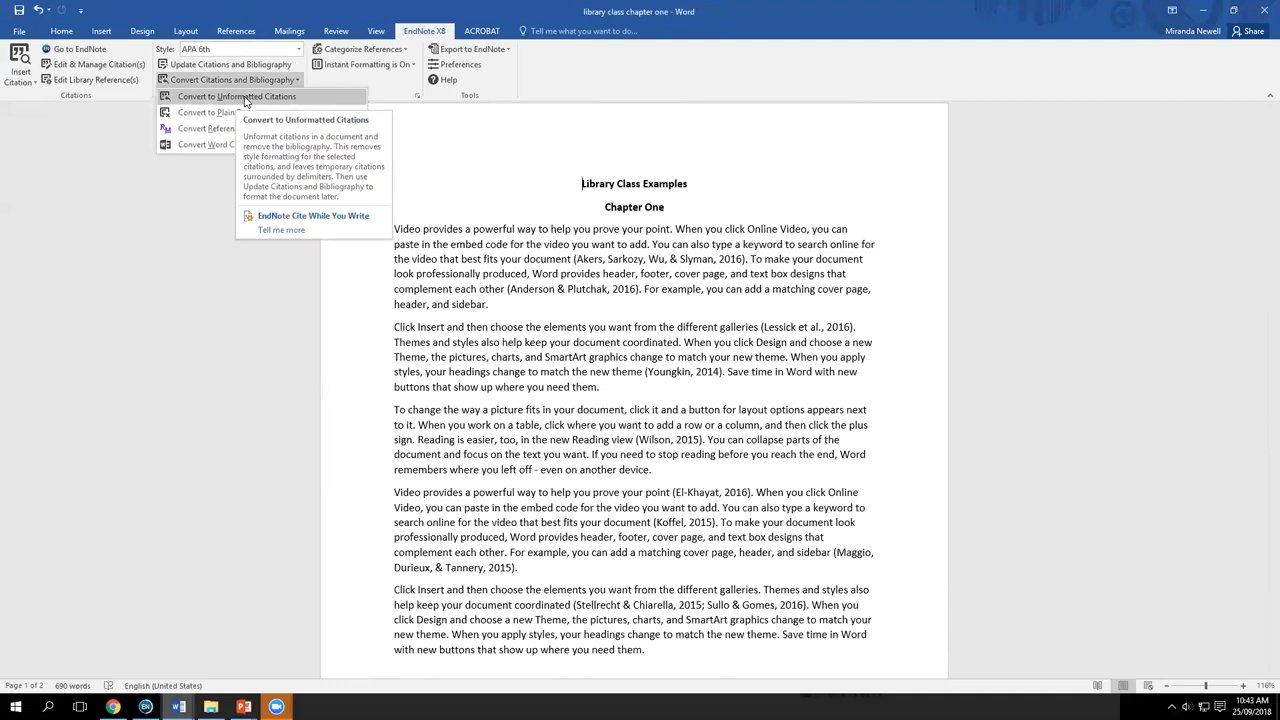 library class chapter one - Word
File
Home
Insert
Design
Layout
References
Mailings
Review
View
EndNote X8
ACROBAT
Tell me what you want to do...
Miranda Newell
Share
Insert
Citation
Go to EndNote
Edit & Manage Citation(s)
Edit Library Reference(s)
Citations
Style: APA 6th
Update Citations and Bibliography
Convert Citations and Bibliography
Categorize References
Instant Formatting is On
Export to EndNote
Preferences
Help
Tools
Convert to Unformatted Citations
Convert to Plain
Convert Referen
Convert Word C
Convert to Unformatted Citations
Unformat citations in a document and
remove the bibliography. This removes
style formatting for the selected
citations, and leaves temporary citations
surrounded by delimiters. Then use
Update Citations and Bibliography to
format the document later.
EndNote Cite While You Write
Tell me more
Library Class Examples
Chapter One
Video provides a powerful way to help you prove your point. When you click Online Video, you can
paste in the embed code for the video you want to add. You can also type a keyword to search online for
the video that best fits your document (Akers, Sarkozy, Wu, & Slyman, 2016). To make your document
look professionally produced, Word provides header, footer, cover page, and text box designs that
complement each other (Anderson & Plutchak, 2016). For example, you can add a matching cover page,
header, and sidebar.
Click Insert and then choose the elements you want from the different galleries (Lessick et al., 2016).
Themes and styles also help keep your document coordinated. When you click Design and choose a new
Theme, the pictures, charts, and SmartArt graphics change to match your new theme. When you apply
styles, your headings change to match the new theme (Youngkin, 2014). Save time in Word with new
buttons that show up where you need them.
To change the way a picture fits in your document, click it and a button for layout options appears next
to it. When you work on a table, click where you want to add a row or a column, and then click the plus
sign. Reading is easier, too, in the new Reading view (Wilson, 2015). You can collapse parts of the
document and focus on the text you want. If you need to stop reading before you reach the end, Word
remembers where you left off - even on another device.
Video provides a powerful way to help you prove your point (El-Khayat, 2016). When you click Online
Video, you can paste in the embed code for the video you want to add. You can also type a keyword to
search online for the video that best fits your document (Koffel, 2015). To make your document look
professionally produced, Word provides header, footer, cover page, and text box designs that
complement each other. For example, you can add a matching cover page, header, and sidebar (Maggio,
Durieux, & Tannery, 2015).
Click Insert and then choose the elements you want from the different galleries. Themes and styles also
help keep your document coordinated (Stellrecht & Chiarella, 2015; Sullo & Gomes, 2016). When you
click Design and choose a new Theme, the pictures, charts, and SmartArt graphics change to match your
new theme. When you apply styles, your headings change to match the new theme. Save time in Word
with new buttons that show up where you need them.
Page 1 of 2
690 words
English (United States)
116%
10:43 AM
25/09/2018